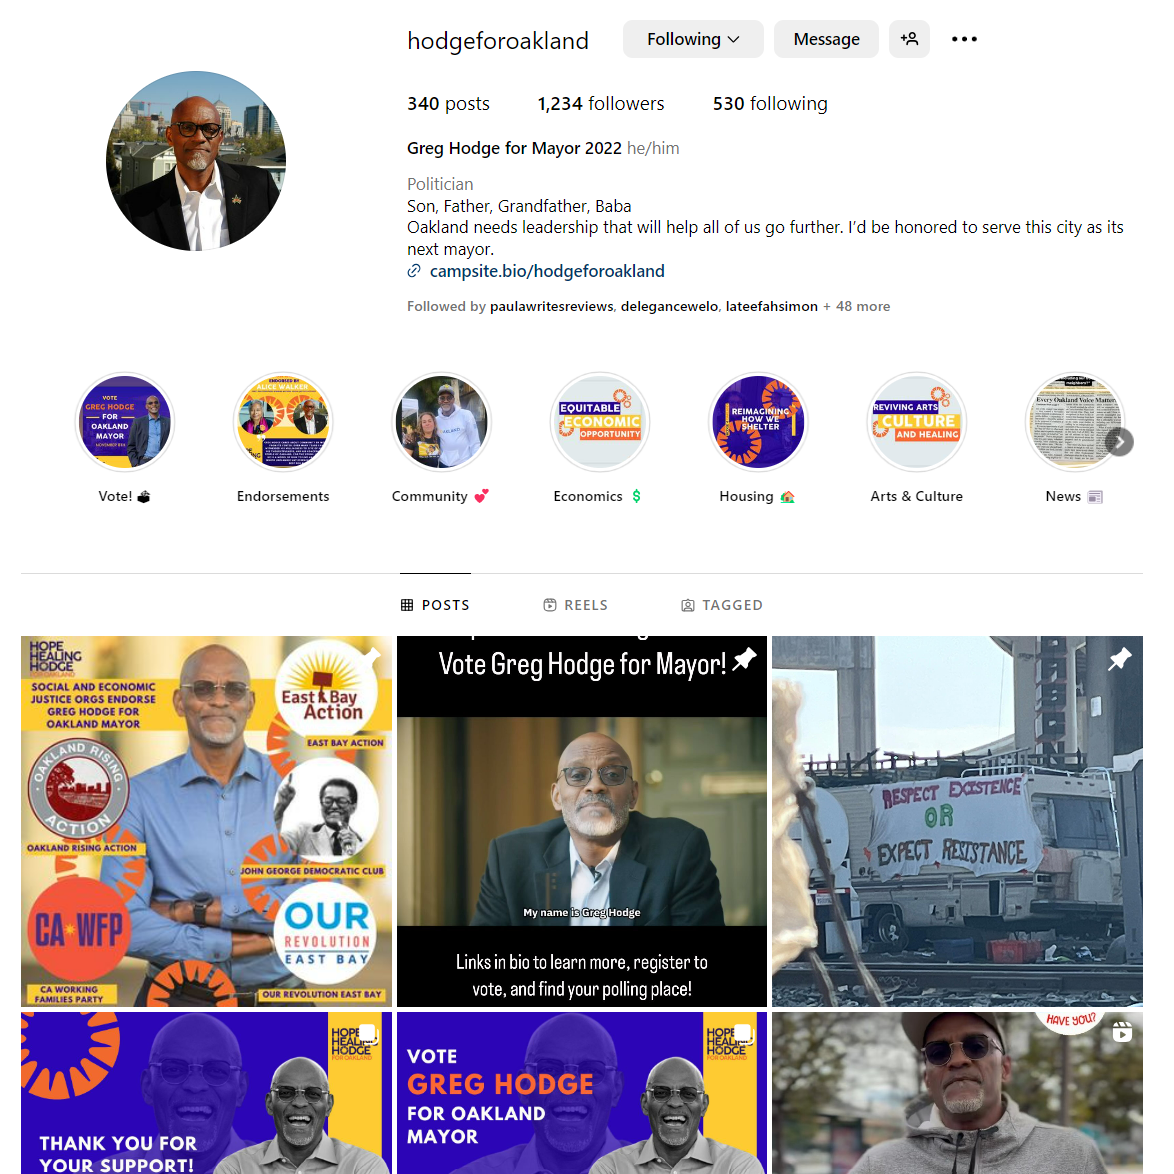 hodgeforoakland
Following
Message
340 posts
1,234 followers
530 following
Greg Hodge for Mayor 2022 he/him
Politician
Son, Father, Grandfather, Baba
Oakland needs leadership that will help all of us go further. I'd be honored to serve this city as its
next mayor.
campsite.bio/hodgeforoakland
Followed by paulawritesreviews, delegancewelo, lateefahsimon + 48 more
VOTE
GREG HODGE
FOR
OAKLAND
MAYOR
NOVEMBER 8TH
ENDORSED BY
ALICE WALKER
EQUITABLE
ECONOMIC
OPPORTUNITY
REIMAGINING
HOW WE
SHELTER
REVIVING ARTS
CULTURE
AND HEALING
Every Oakland Voice Matters
Vote!
Endorsements
Community
Economics
Housing
Arts & Culture
News
POSTS
REELS
TAGGED
HOPE
HEALING
HODGE
FOR OAKLAND
SOCIAL AND ECONOMIC
JUSTICE ORGS ENDORSE
GREG HODGE FOR
OAKLAND MAYOR
East Bay
Action
EAST BAY ACTION
OAKLAND RISING
ACTION
OAKLAND RISING ACTION
JOHN GEORGE DEMOCRATIC CLUB
CA WFP
CA WORKING
FAMILIES PARTY
OUR
REVOLUTION
EAST BAY
OUR REVOLUTION EAST BAY
Vote Greg Hodge for Mayor!
My name is Greg Hodge
Links in bio to learn more, register to
vote, and find your polling place!
RESPECT EXISTENCE
OR
EXPECT RESISTANCE
HOPE
HEALING
HODGE
FOR OAKLAND
THANK YOU FOR
YOUR SUPPORT!
VOTE
GREG HODGE
FOR OAKLAND
MAYOR
HOPE
HEALING
HODGE
FOR OAKLAND
HAVE YOU?